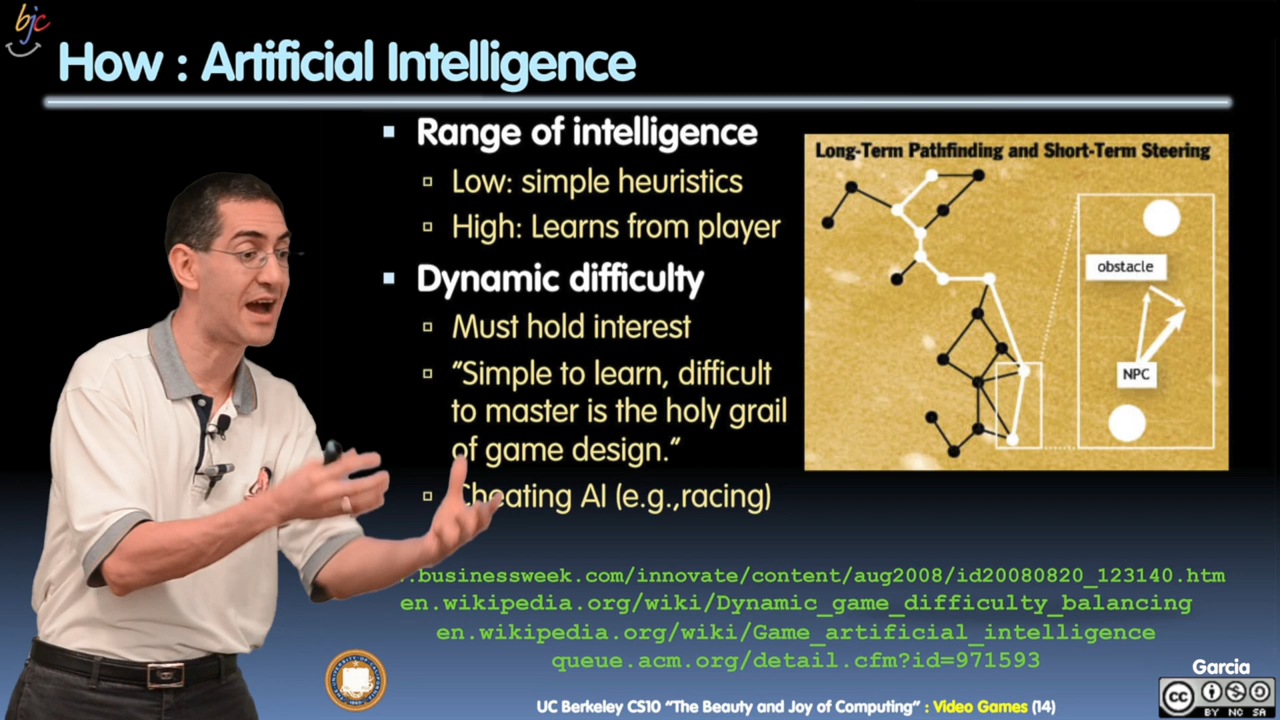 bjc
How : Artificial Intelligence
Range of intelligence
Low: simple heuristics
High: Learns from player
Dynamic difficulty
Must hold interest
"Simple to learn, difficult
to master is the holy grail
of game design."
Cheating AI (e.g.,racing)
Long-Term Pathfinding and Short-Term Steering
obstacle
NPC
.businessweek.com/innovate/content/aug2008/id20080820_123140.htm
en.wikipedia.org/wiki/Dynamic_game_difficulty_balancing
en.wikipedia.org/wiki/Game_artificial_intelligence
queue.acm.org/detail.cfm?id=971593
Garcia
UC Berkeley CS10 "The Beauty and Joy of Computing" : Video Games (14)
cc
BY NC SA